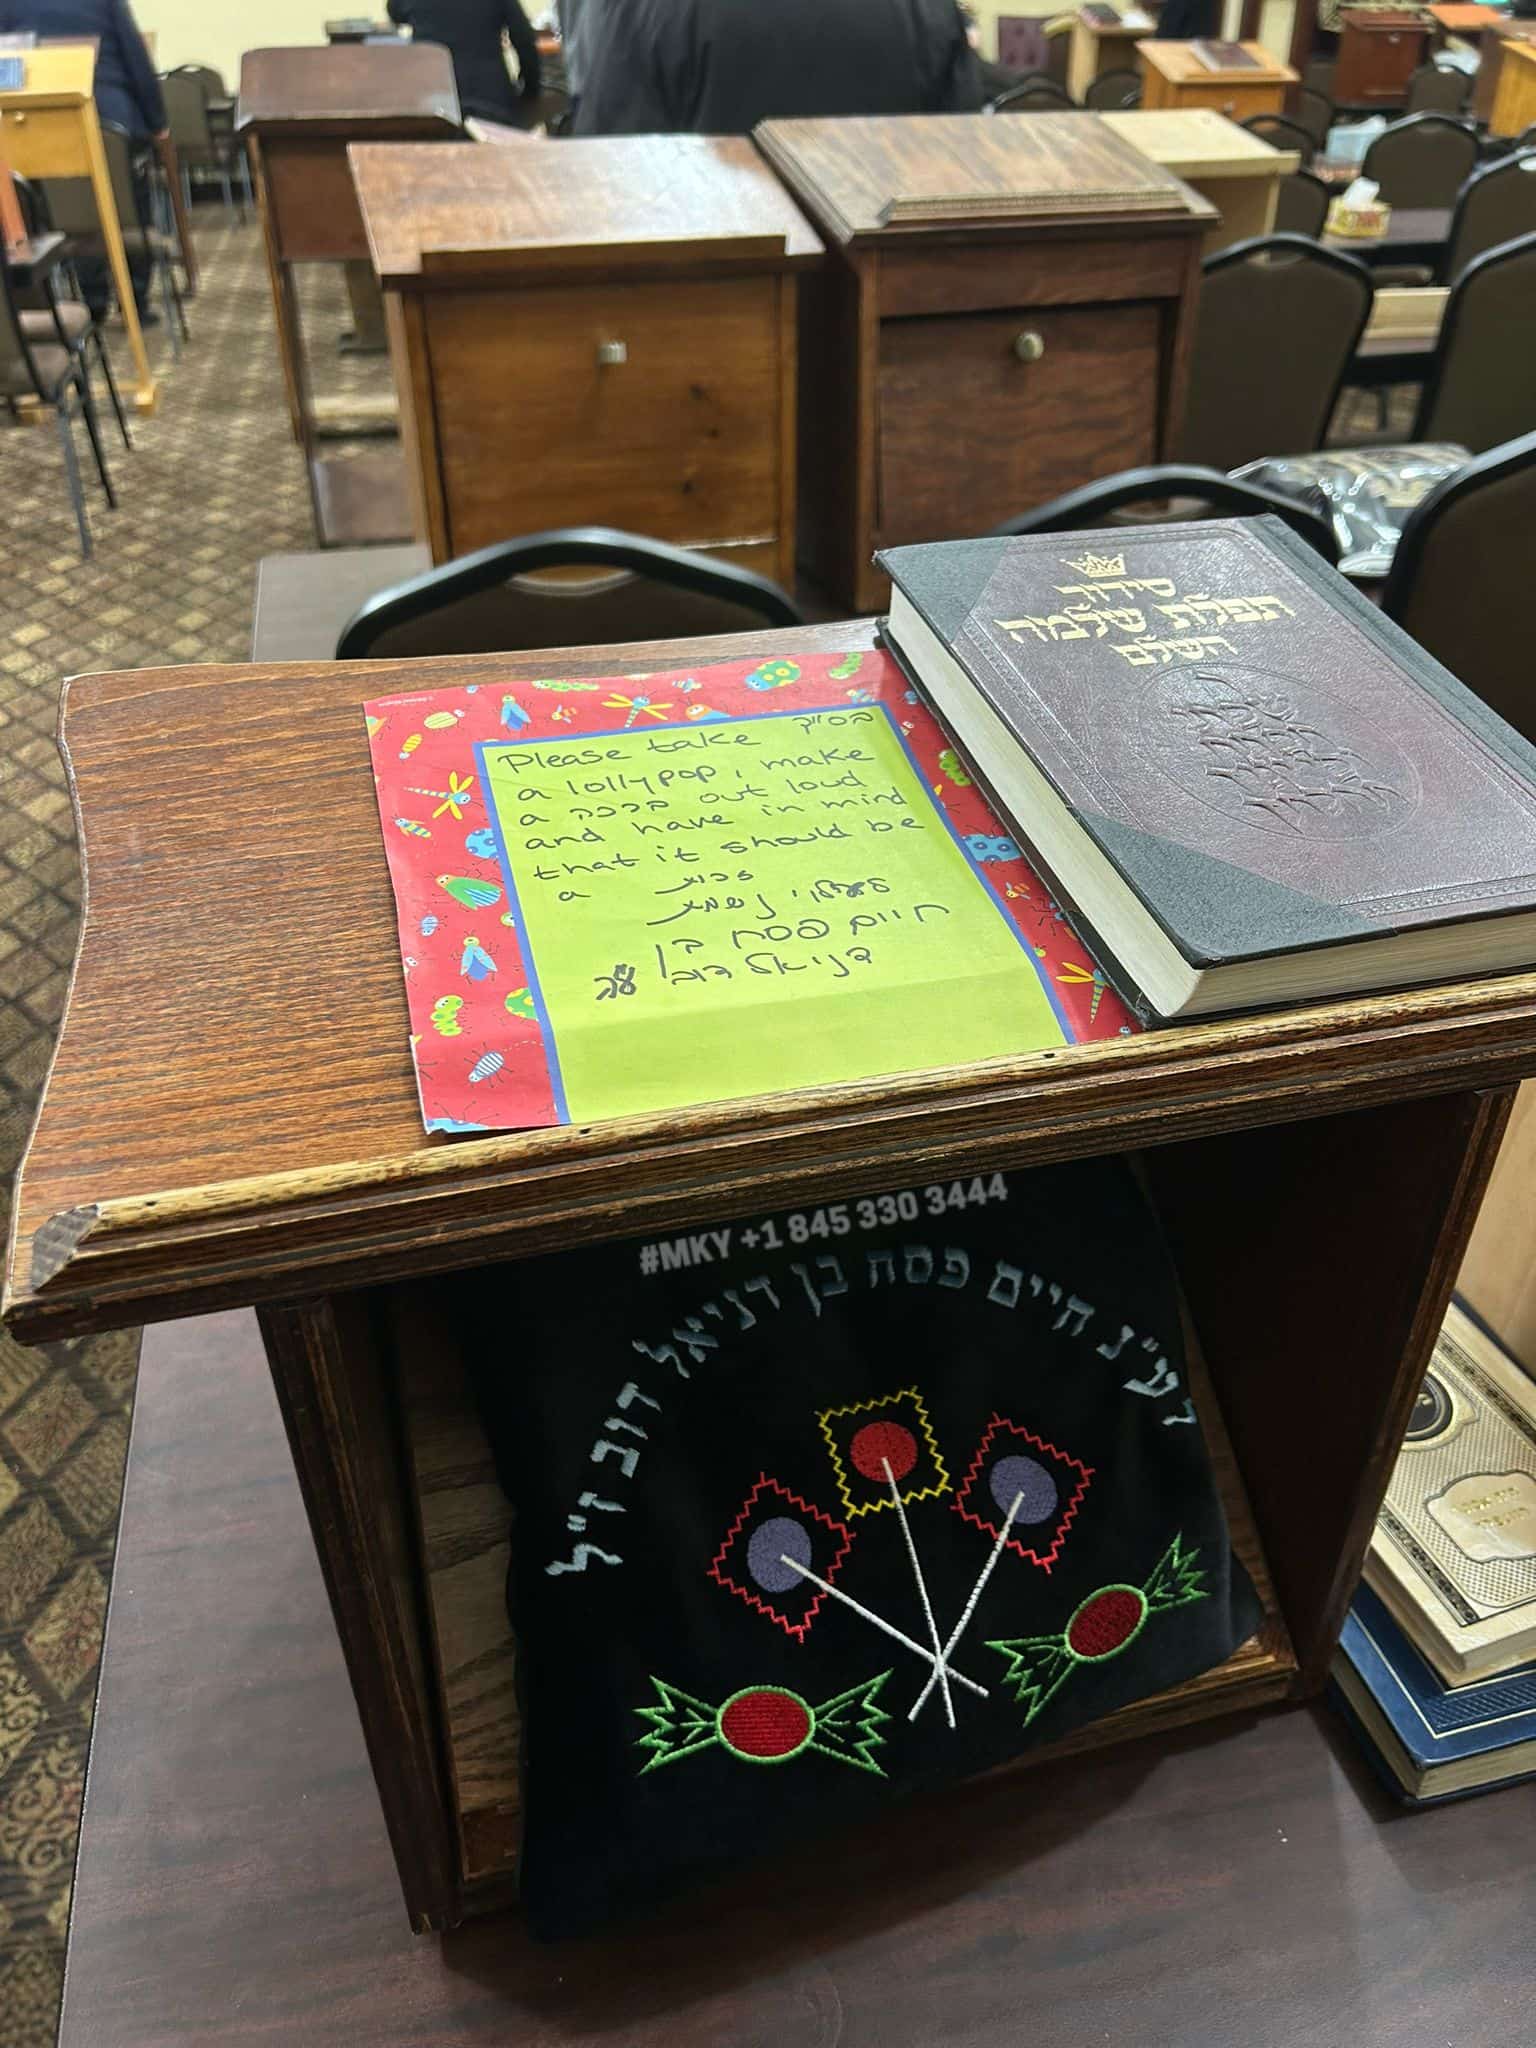 סידור
תפלת שלמה
השלם
בס"ד
Please take
a lollypop, make
a ברכה out loud
and have in mind
that it should be
a זכות
לעילוי נשמת
חיים פסח בן
דניאל דוב ע"ה
#MKY +1 845 330 3444
לע"נ חיים פסח בן דניאל דוב ז"ל